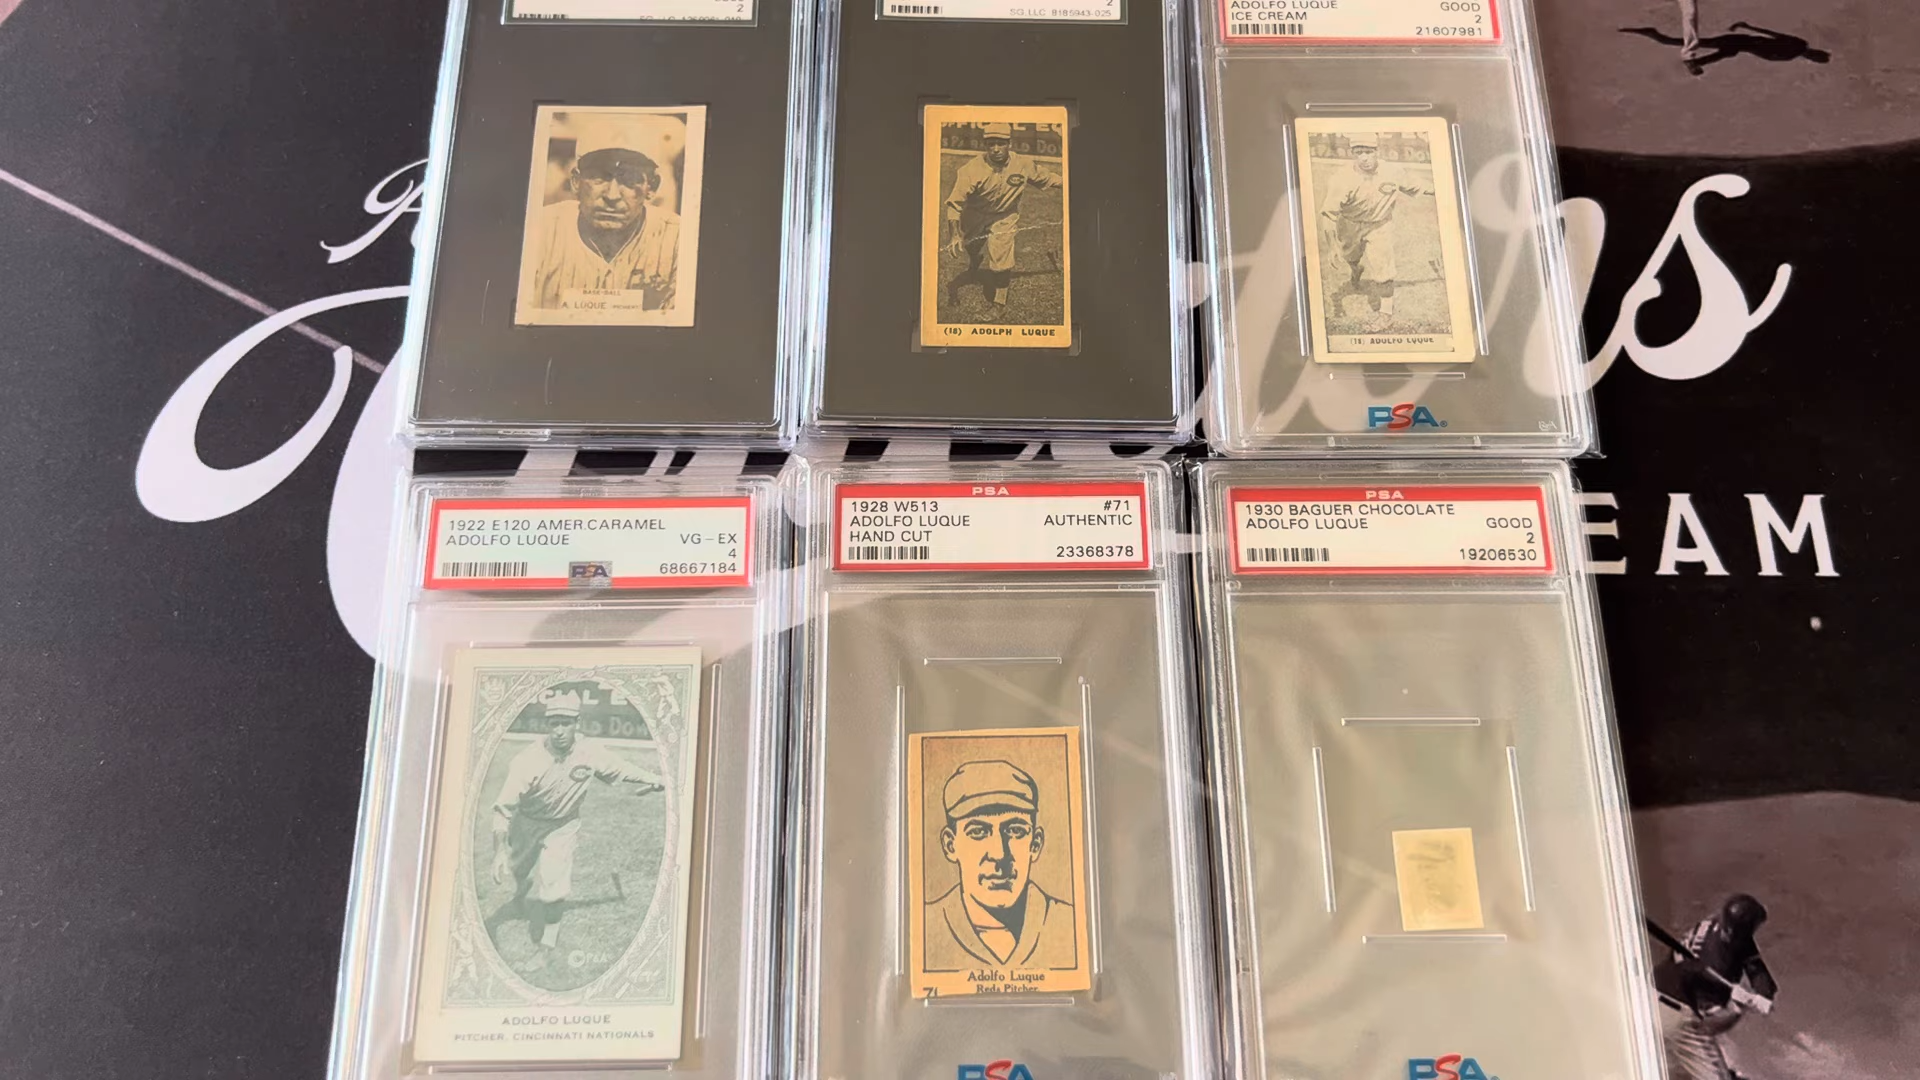 2
2
SG LLC 8185943-025
ADOLFO LUQUE GOOD
ICE CREAM 2
21607981
BASE-BALL
A. LUQUE
(18) ADOLPH LUQUE
(18) ADOLFO LUQUE
PSA
1922 E120 AMER.CARAMEL
ADOLFO LUQUE VG-EX
4
PSA 68667184
ADOLFO LUQUE
PITCHER, CINCINNATI NATIONALS
PSA
1928 W513 #71
ADOLFO LUQUE AUTHENTIC
HAND CUT
23368378
Adolfo Luque
71 Reds Pitcher.
PSA
PSA
1930 BAGUER CHOCOLATE
ADOLFO LUQUE GOOD
2
19206530
PSA
EAM